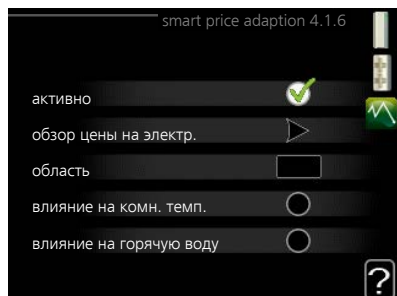 smart price adaption 4.1.6
активно
обзор цены на электр.
область
влияние на комн. темп.
влияние на горячую воду
?